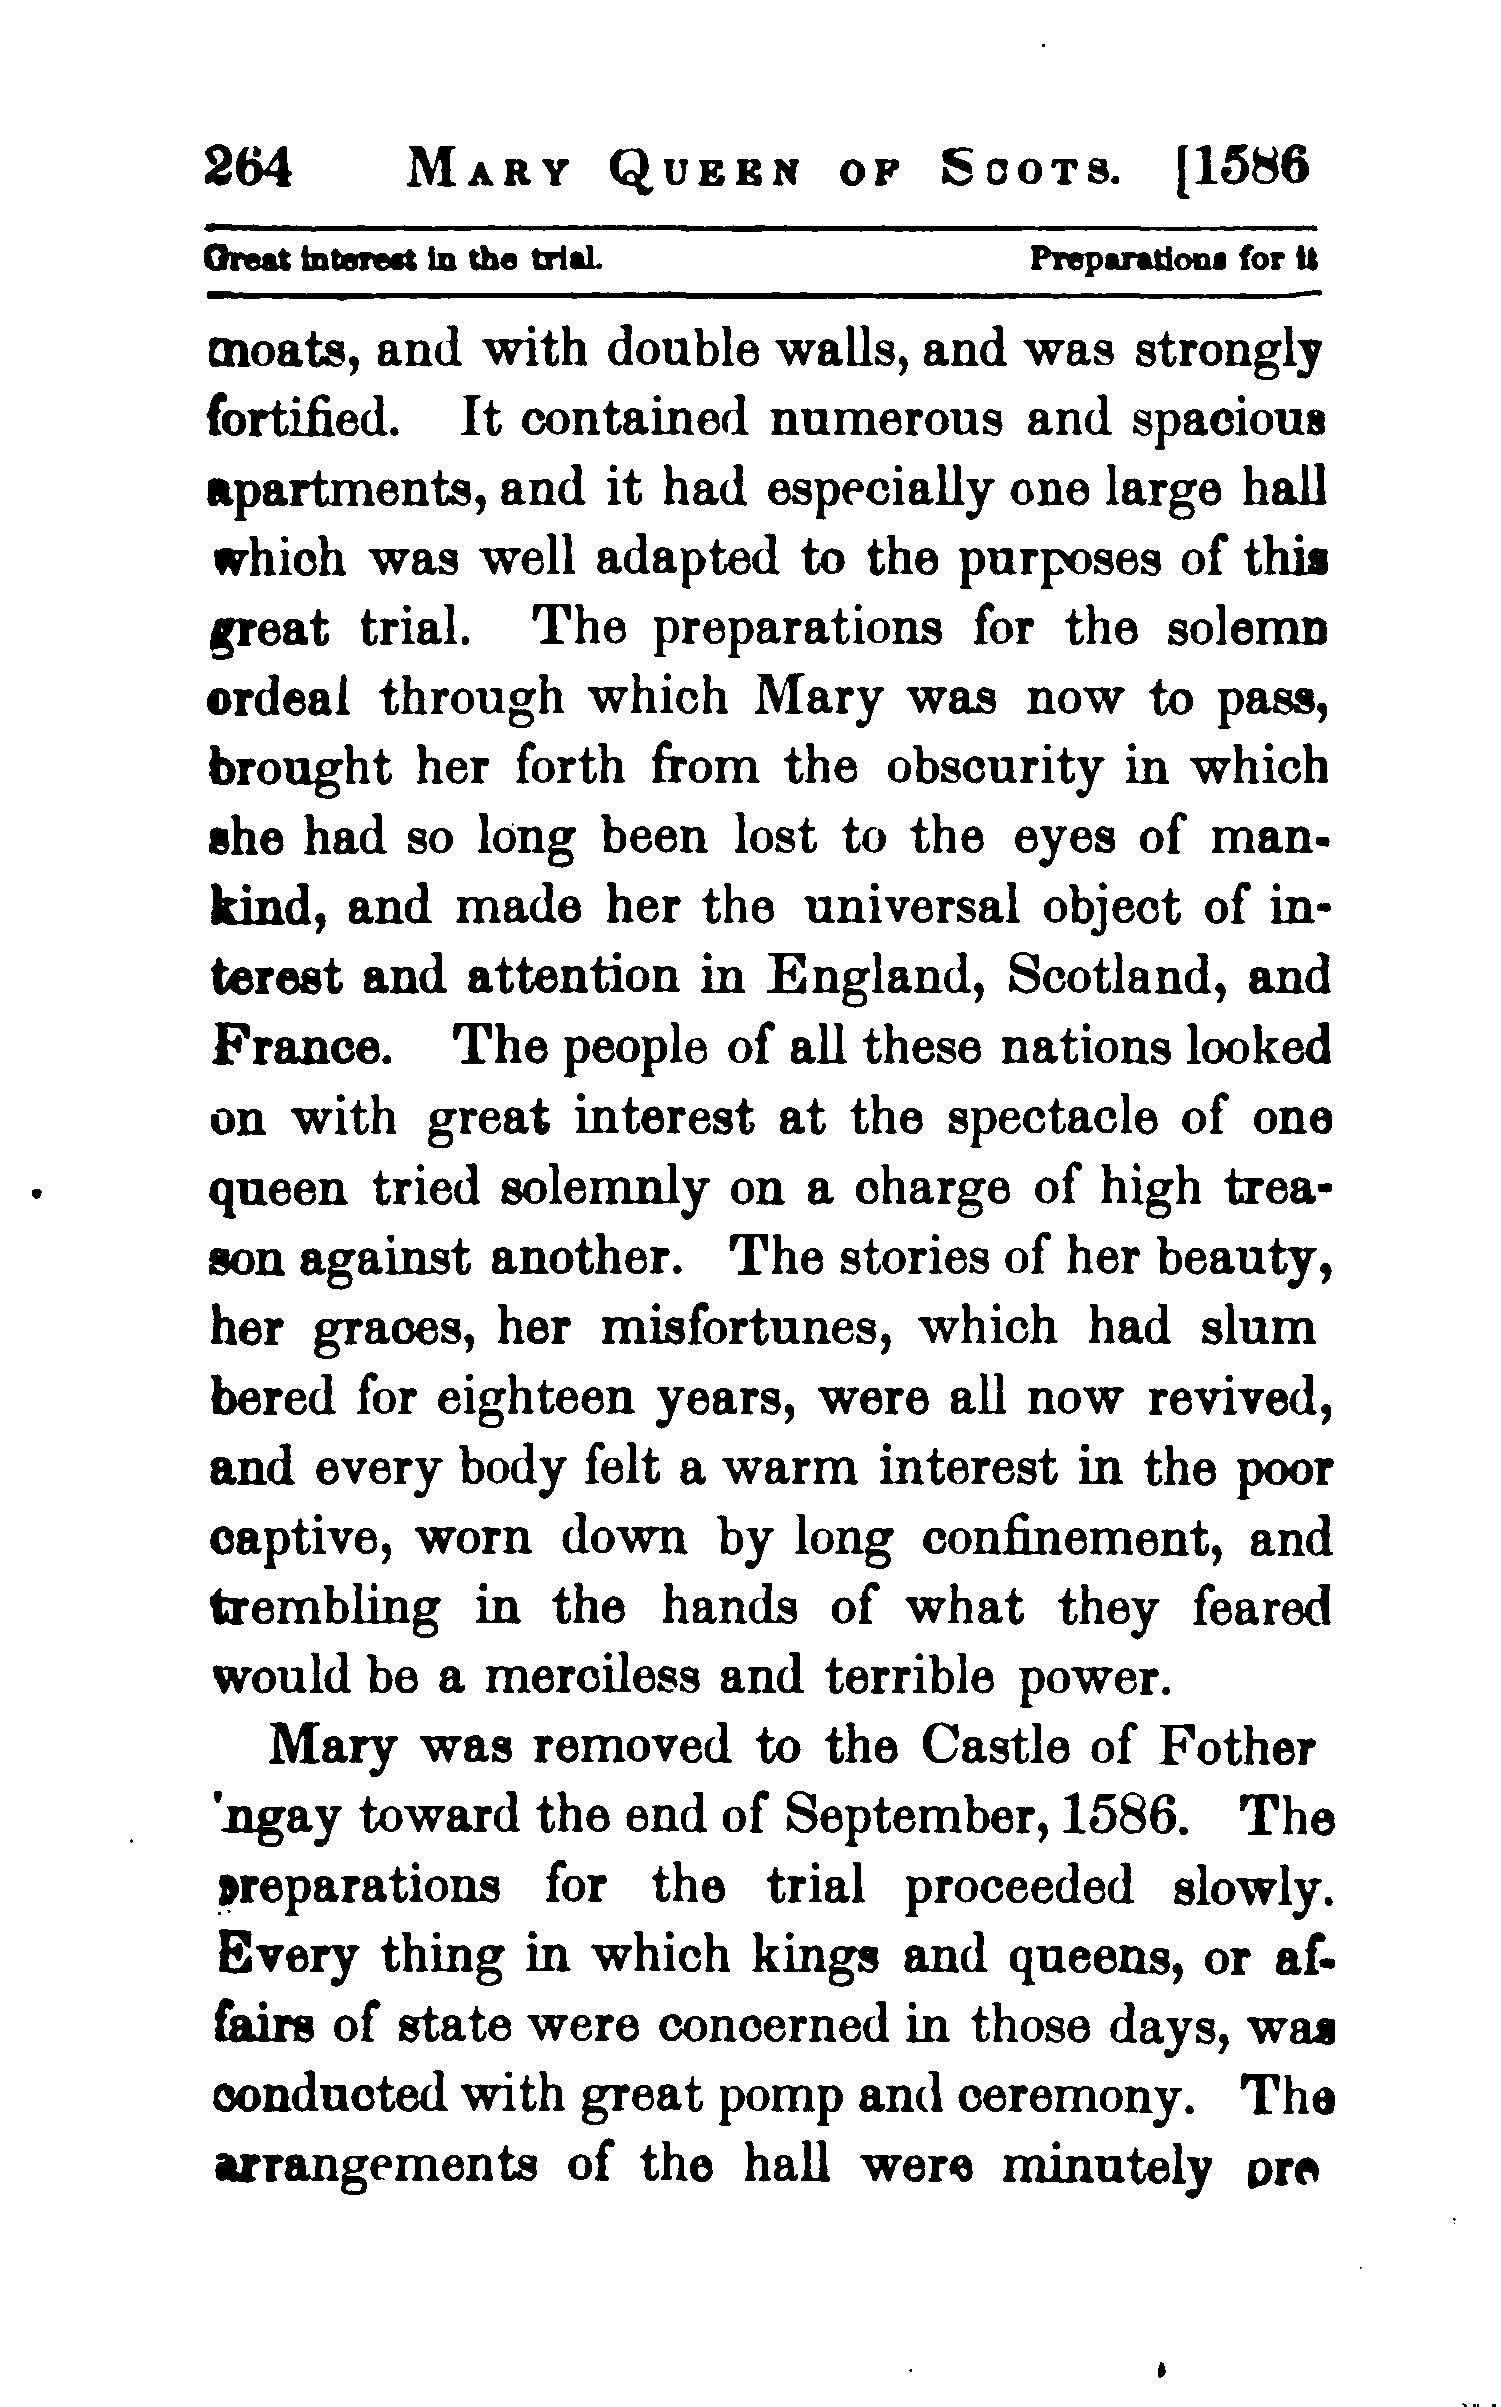 264 MARY QUEEN OF SCOTS. [1586
Great interest in the trial. Preparations for it
moats, and with double walls, and was strongly
fortified. It contained numerous and spacious
apartments, and it had especially one large hall
which was well adapted to the purposes of this
great trial. The preparations for the solemn
ordeal through which Mary was now to pass,
brought her forth from the obscurity in which
she had so long been lost to the eyes of man-
kind, and made her the universal object of in-
terest and attention in England, Scotland, and
France. The people of all these nations looked
on with great interest at the spectacle of one
queen tried solemnly on a charge of high trea-
son against another. The stories of her beauty,
her graces, her misfortunes, which had slum
bered for eighteen years, were all now revived,
and every body felt a warm interest in the poor
captive, worn down by long confinement, and
trembling in the hands of what they feared
would be a merciless and terrible power.
Mary was removed to the Castle of Fother
'ngay toward the end of September, 1586. The
preparations for the trial proceeded slowly.
Every thing in which kings and queens, or af-
fairs of state were concerned in those days, was
conducted with great pomp and ceremony. The
arrangements of the hall were minutely pre